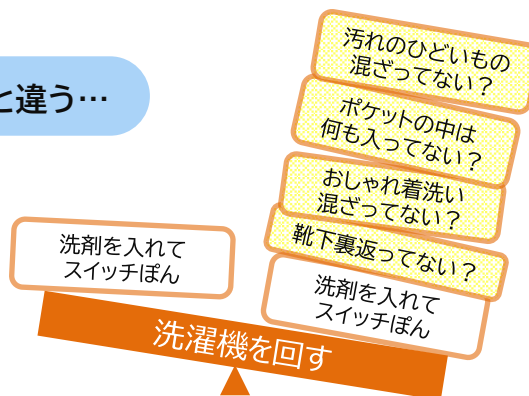 と違う…
汚れのひどいもの
混ざってない？
ポケットの中は
何も入ってない？
おしゃれ着洗い
混ざってない？
靴下裏返ってない？
洗剤を入れて
スイッチぽん
洗剤を入れて
スイッチぽん
洗濯機を回す